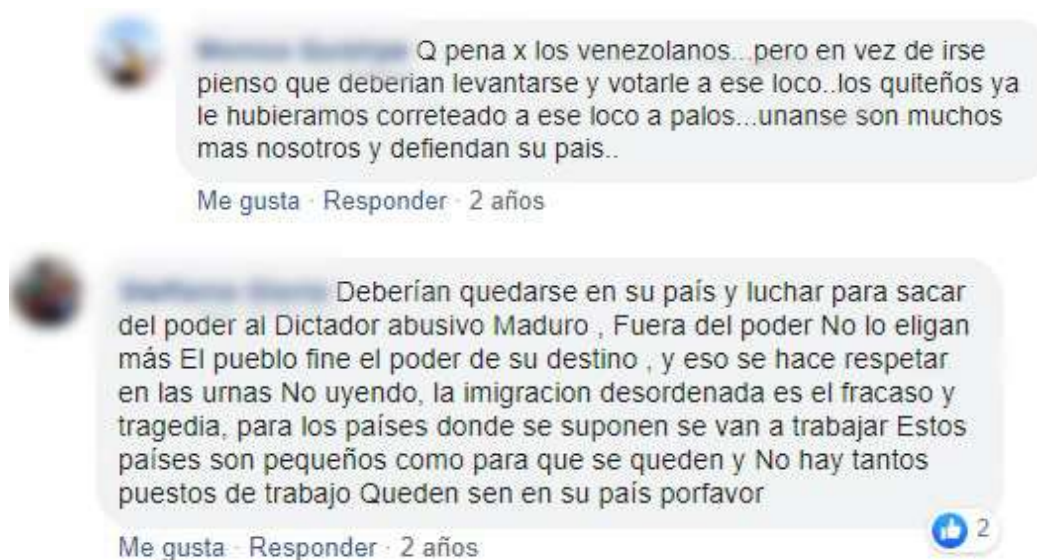 Q pena x los venezolanos...pero en vez de irse
pienso que deberian levantarse y votarle a ese loco..los quiteños ya
le hubieramos correteado a ese loco a palos...unanse son muchos
mas nosotros y defiendan su pais..
Me gusta · Responder · 2 años
Deberían quedarse en su país y luchar para sacar
del poder al Dictador abusivo Maduro , Fuera del poder No lo eligan
más El pueblo fine el poder de su destino , y eso se hace respetar
en las urnas No uyendo, la imigracion desordenada es el fracaso y
tragedia, para los países donde se suponen se van a trabajar Estos
países son pequeños como para que se queden y No hay tantos
puestos de trabajo Queden sen en su país porfavor
2
Me gusta · Responder · 2 años